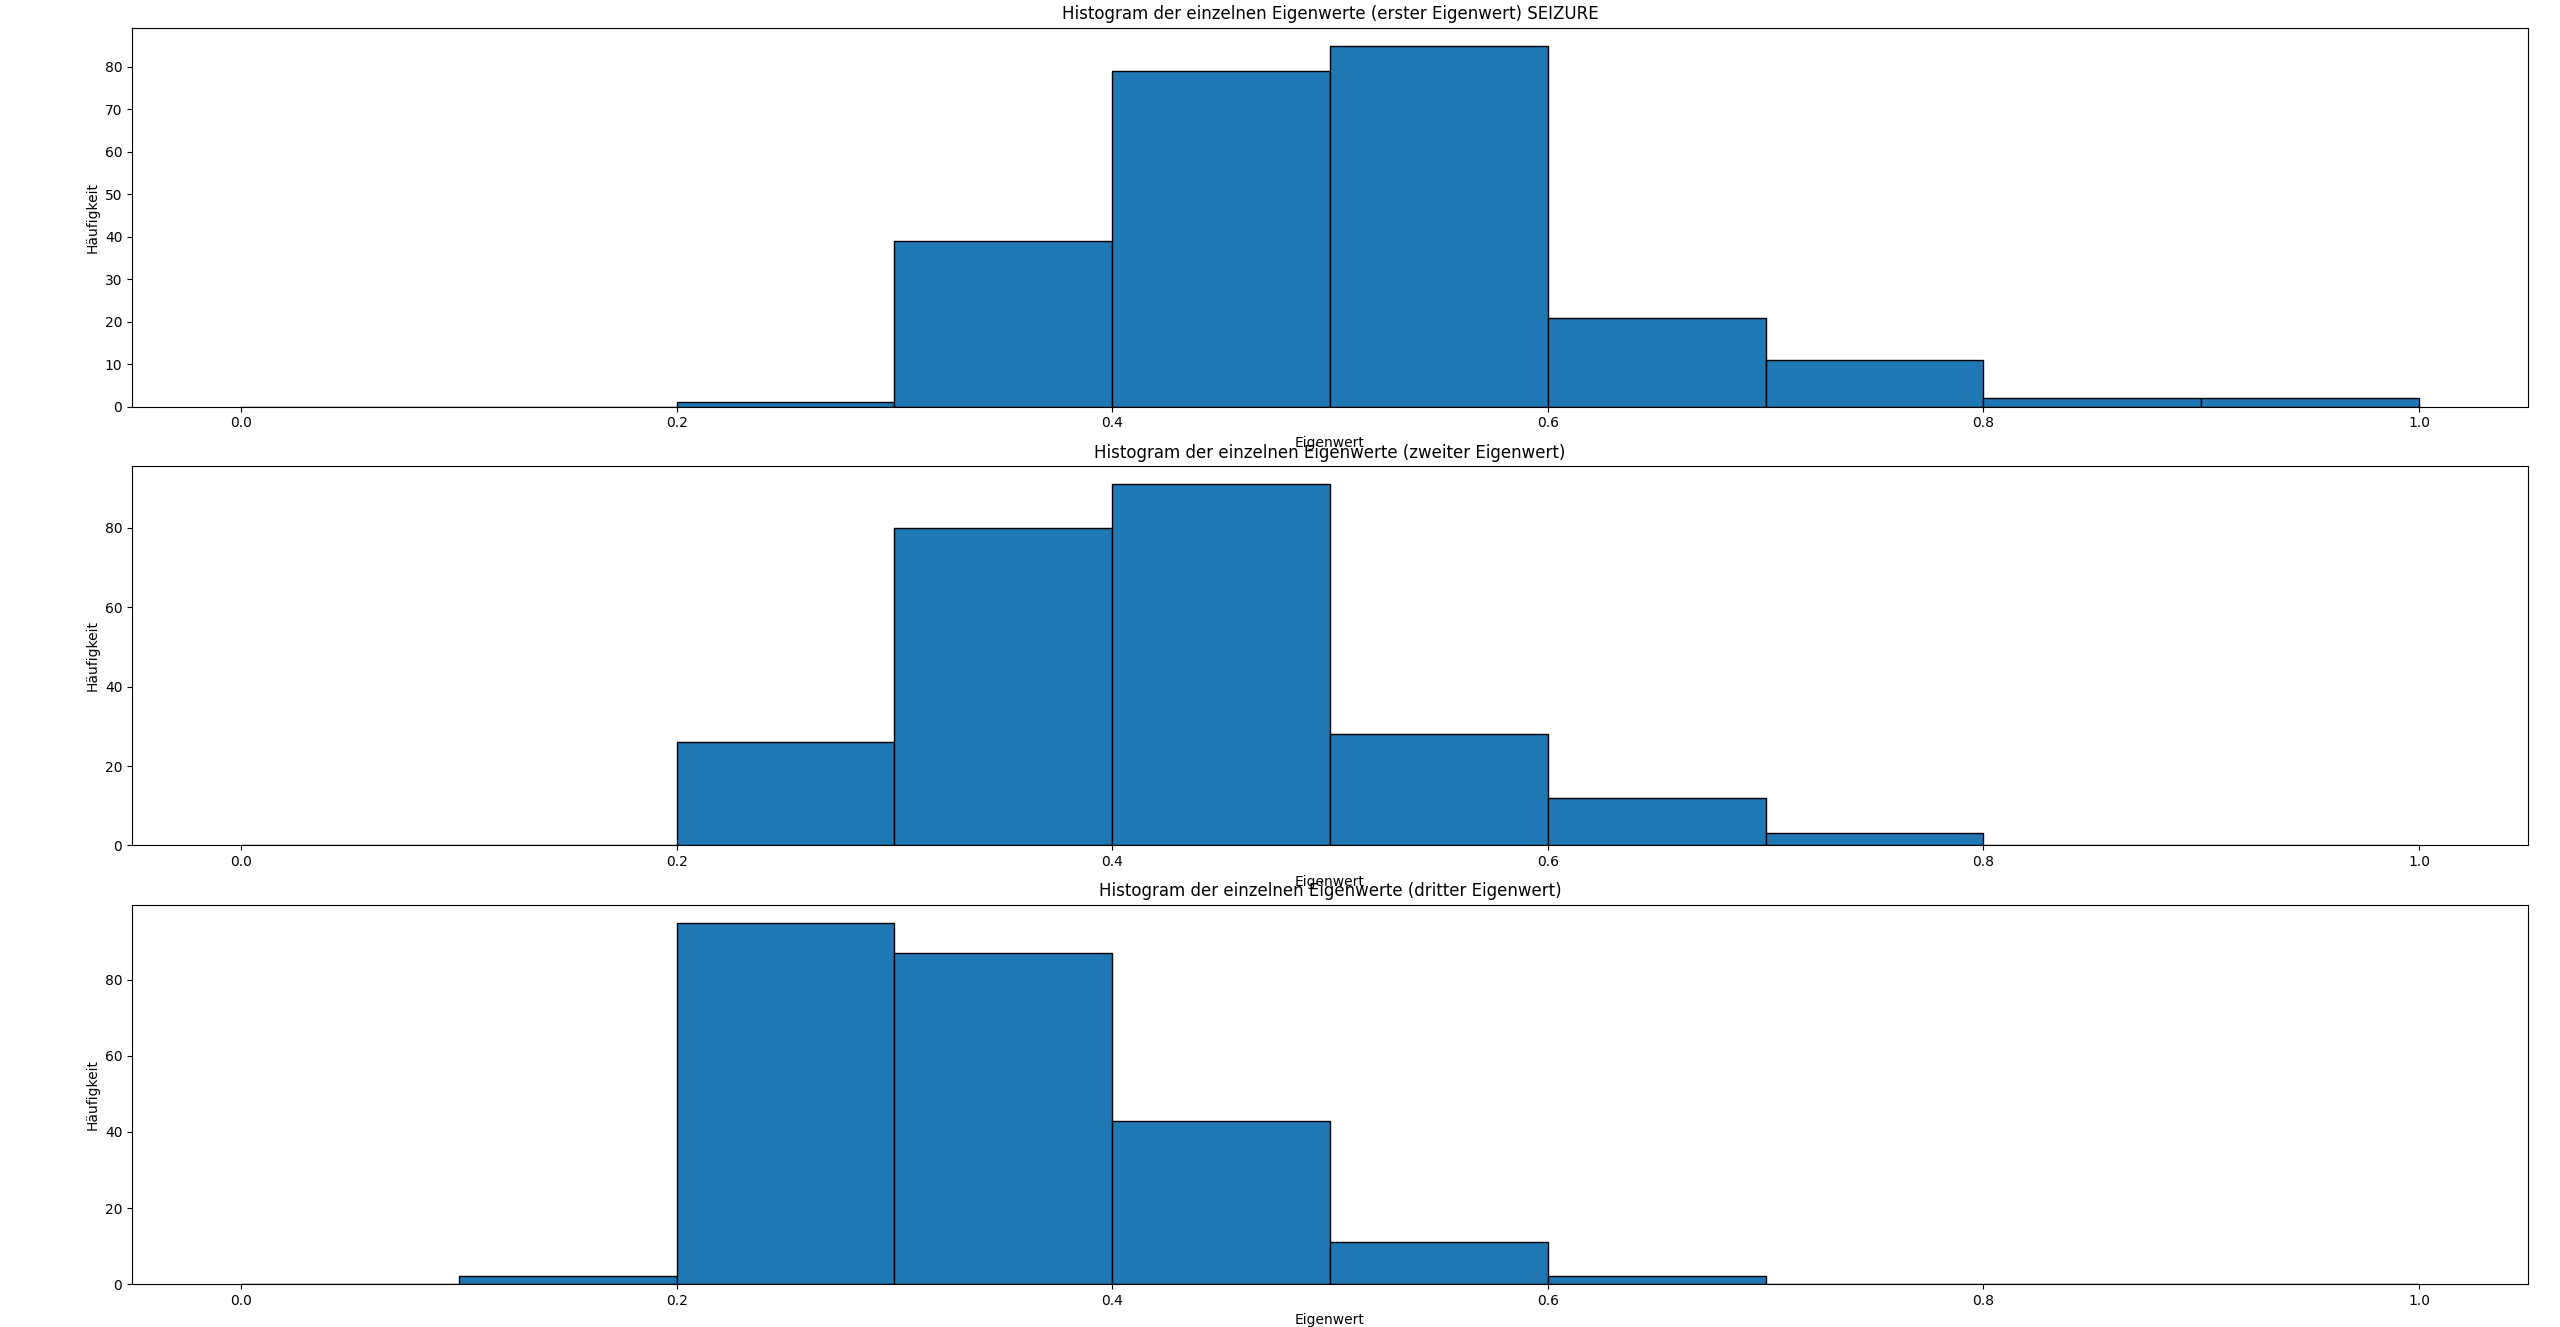 Histogram der einzelnen Eigenwerte (erster Eigenwert) SEIZURE
Häufigkeit
80
70
60
50
40
30
20
10
0
0.0 0.2 0.4 0.6 0.8 1.0
Eigenwert
Histogram der einzelnen Eigenwerte (zweiter Eigenwert)
Häufigkeit
80
60
40
20
0
0.0 0.2 0.4 0.6 0.8 1.0
Eigenwert
Histogram der einzelnen Eigenwerte (dritter Eigenwert)
Häufigkeit
80
60
40
20
0
0.0 0.2 0.4 0.6 0.8 1.0
Eigenwert